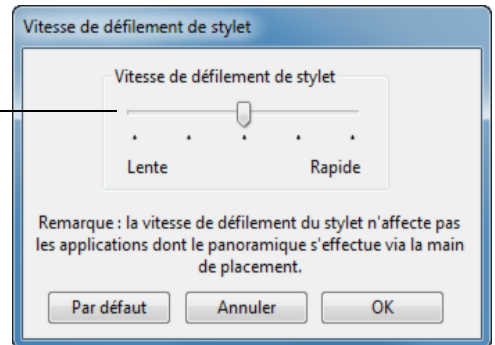 Vitesse de défilement de stylet
Vitesse de défilement de stylet
Lente Rapide
Remarque : la vitesse de défilement du stylet n'affecte pas
les applications dont le panoramique s'effectue via la main
de placement.
Par défaut Annuler OK